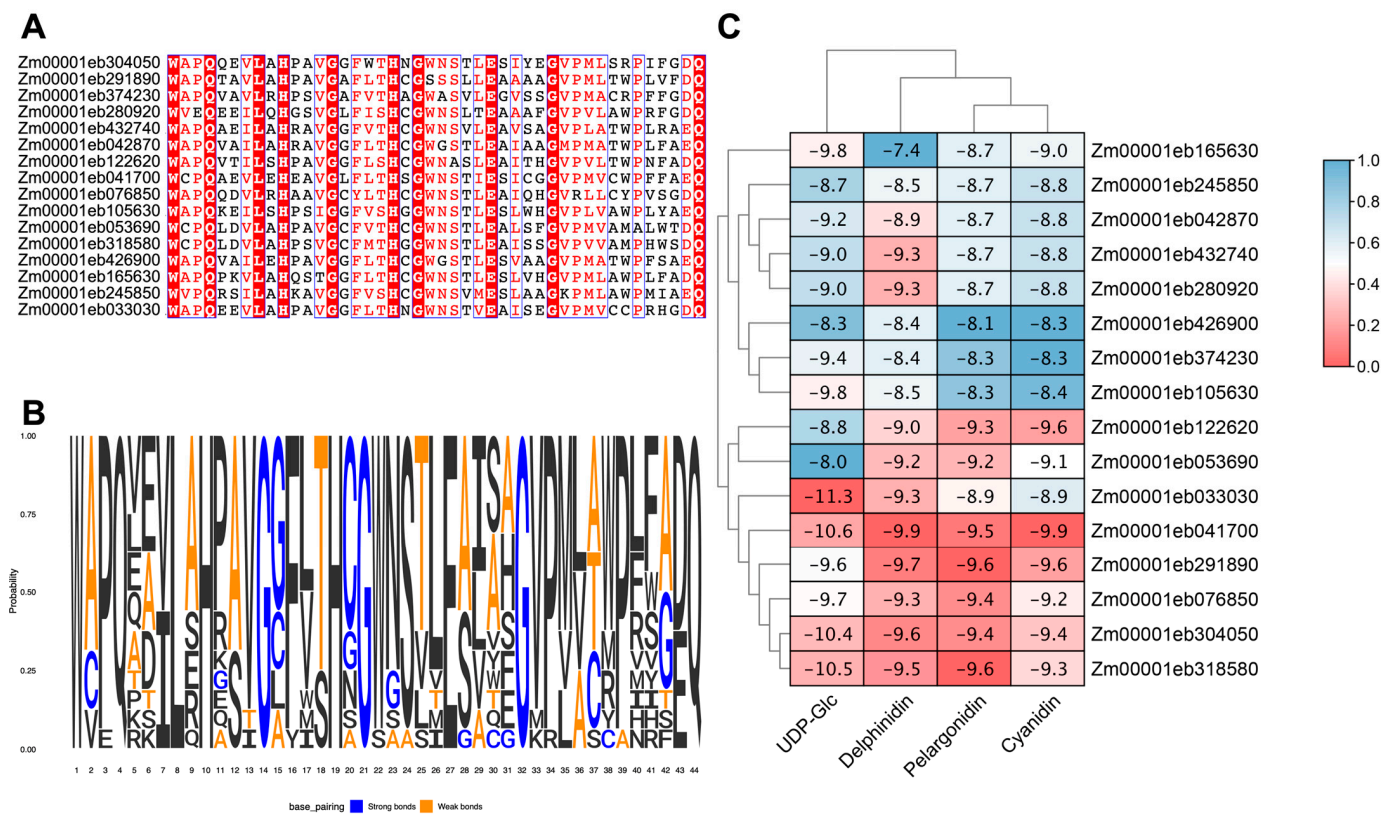 A
Zm00001eb304050 WAPQQEVLAHPAVGGFWTHNGWNSTLESIYEGVPMLSRPIFGDQ
Zm00001eb291890 WAPQTAVLAHPAVGAFLTHCGSSSLLEAAAAGVPMLTWPLVFDQ
Zm00001eb374230 WAPQVAVLRHPSVGAFVTHAGWASVLEGVSSGVPMACRPFFGDQ
Zm00001eb280920 WVEQEEILQHGSVGLFISHCGWNSLTEAAAFGVPVLAWPRFGDQ
Zm00001eb432740 WAPQAEILAHRAVGGFVTHCGWNSTLEAVSAGVPLATWPLRAEQ
Zm00001eb042870 WAPQVAVLAHPAVGAFVTHCGWGSTLEAIAAGMPMVAWPLFAEQ
Zm00001eb122620 WAPQVTILSHRAVGGFLSHCGWNASLEAITHGVPVLTWPNFADQ
Zm00001eb041700 WCPQAEVLEHEAVGLFLTHCGWNSTIESICGGVPMVCWPFFAEQ
Zm00001eb076850 WAPQQDVLRHAAVGCYLTHCGWNSTLEAIQHGVRLLCYPVSGDQ
Zm00001eb105630 WAPQKEILSHPSIGGFVSHCGWNSTLESLWHGVPLVAWPLYAEQ
Zm00001eb053690 WCPQLDVLAHPAVGCFVTHCGWNSTLEALSFGVPMVAMALWTDQ
Zm00001eb318580 WCPQLDVLAHPSVGCFMTHGGWNSTLEAISSGVPVVAMPHWSDQ
Zm00001eb426900 WAPQVAILEHPAVGCFVTHCGWGSTLESVAAGVPMATWPFSAEQ
Zm00001eb165630 WAPQPKVLAHQSTGGFLTHCGWNSTLESLVHGVPMLAWPLFAEQ
Zm00001eb245850 WVPQRSILAHKAVGGFVSHCGWNSVMESLAAGKPMLAWPMIAEQ
Zm00001eb033030 WAPQEEVLAHRAVGGFLTHNGWNSTVEAISEGVPMVCCPRHGDQ
B
1.00
0.75
0.50
0.25
0.00
Probability
1 2 3 4 5 6 7 8 9 10 11 12 13 14 15 16 17 18 19 20 21 22 23 24 25 26 27 28 29 30 31 32 33 34 35 36 37 38 39 40 41 42 43 44
base_pairing Strong bonds Weak bonds
C
−9.8 −7.4 −8.7 −9.0 Zm00001eb165630
−8.7 −8.5 −8.7 −8.8 Zm00001eb245850
−9.2 −8.9 −8.7 −8.8 Zm00001eb042870
−9.0 −9.3 −8.7 −8.8 Zm00001eb432740
−9.0 −9.3 −8.7 −8.8 Zm00001eb280920
−8.3 −8.4 −8.1 −8.3 Zm00001eb426900
−9.4 −8.4 −8.3 −8.3 Zm00001eb374230
−9.8 −8.5 −8.3 −8.4 Zm00001eb105630
−8.8 −9.0 −9.3 −9.6 Zm00001eb122620
−8.0 −9.2 −9.2 −9.1 Zm00001eb053690
−11.3 −9.3 −8.9 −8.9 Zm00001eb033030
−10.6 −9.9 −9.5 −9.9 Zm00001eb041700
−9.6 −9.7 −9.6 −9.6 Zm00001eb291890
−9.7 −9.3 −9.4 −9.2 Zm00001eb076850
−10.4 −9.6 −9.4 −9.4 Zm00001eb304050
−10.5 −9.5 −9.6 −9.3 Zm00001eb318580
UDP-Glc Delphinidin Pelargonidin Cyanidin
1.0
0.8
0.6
0.4
0.2
0.0